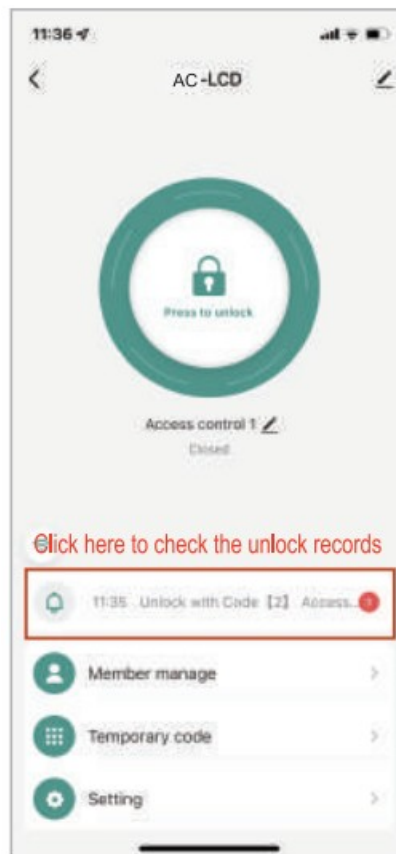 11:36
AC-LCD
Press to unlock
Access control 1
Closed
Click here to check the unlock records
11:35 Unlock with Code【2】 Access...
Member manage
Temporary code
Setting